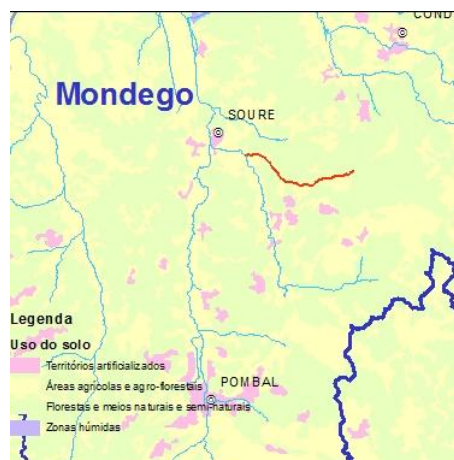 COND
Mondego
SOURE
Legenda
Uso do solo
Territórios artificializados
Áreas agrícolas e agro-florestais
POMBAL
Florestas e meios naturais e semi-naturais
Zonas húmidas